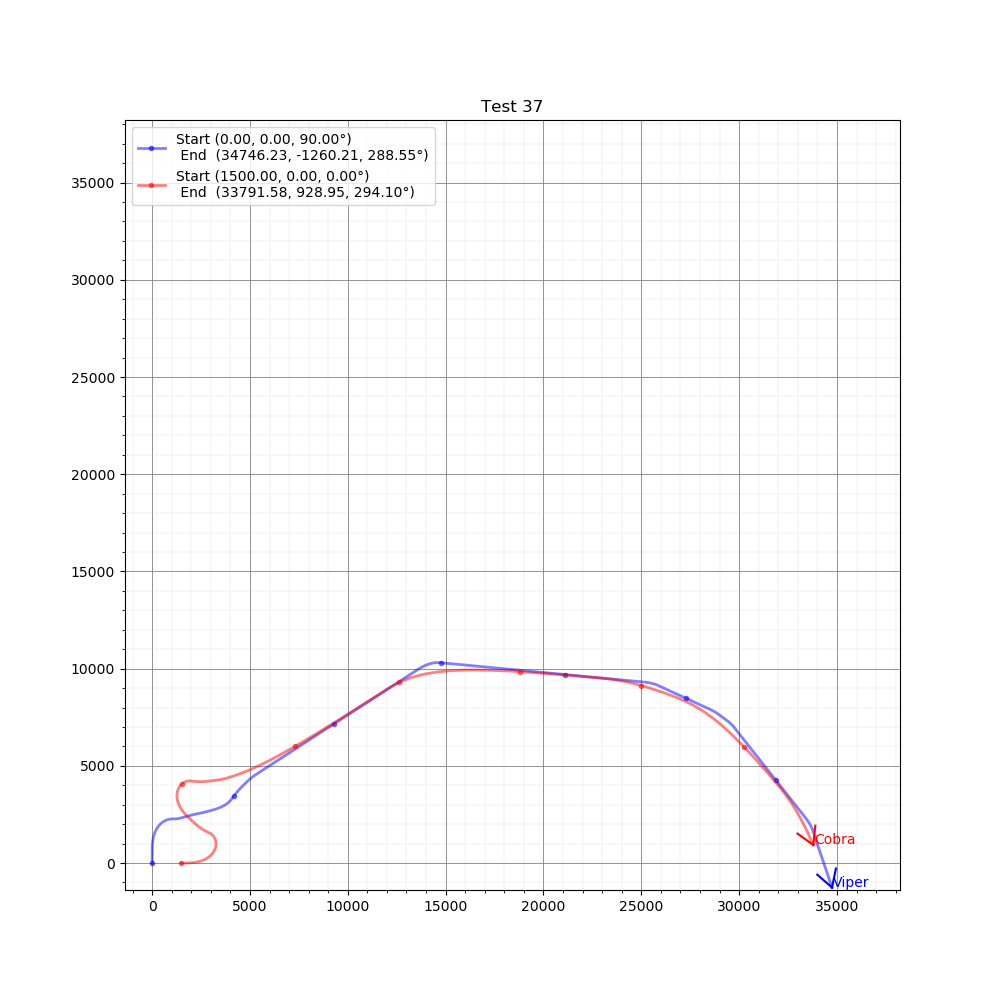 Test 37
Start (0.00, 0.00, 90.00°)
End  (34746.23, -1260.21, 288.55°)
Start (1500.00, 0.00, 0.00°)
End  (33791.58, 928.95, 294.10°)
35000
30000
25000
20000
15000
10000
5000
0
Cobra
Viper
0 5000 10000 15000 20000 25000 30000 35000